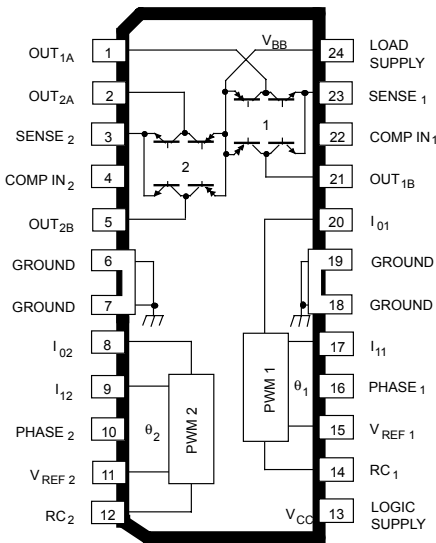 OUT1A 1 VBB 24 LOAD SUPPLY
OUT2A 2 23 SENSE 1
SENSE 2 3 1 22 COMP IN1
COMP IN2 4 2 21 OUT1B
OUT2B 5 20 I01
GROUND 6 19 GROUND
GROUND 7 18 GROUND
I02 8 17 I11
I12 9 PWM 2 PWM 1 θ1 16 PHASE 1
PHASE 2 10 θ2 15 VREF 1
VREF 2 11 14 RC1
RC2 12 VCC 13 LOGIC SUPPLY